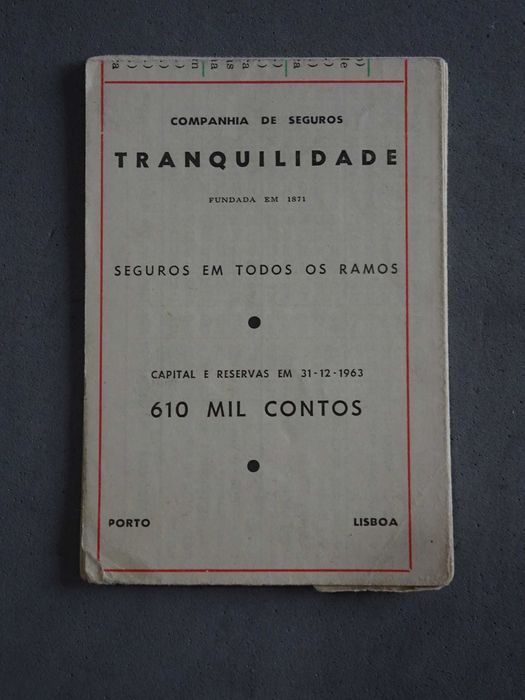 COMPANHIA DE SEGUROS
TRANQUILIDADE
FUNDADA EM 1871
SEGUROS EM TODOS OS RAMOS
CAPITAL E RESERVAS EM 31-12-1963
610 MIL CONTOS
PORTO LISBOA